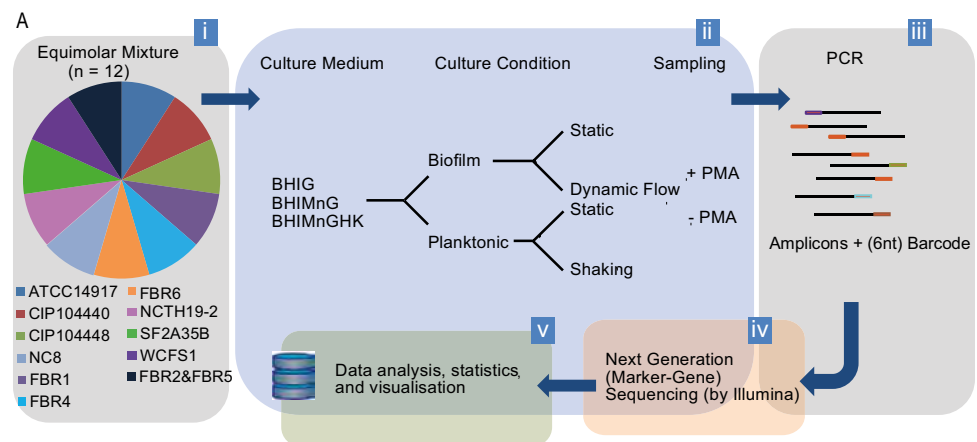 A
i
Equimolar Mixture
(n = 12)
ATCC14917
CIP104440
CIP104448
NC8
FBR1
FBR4
FBR6
NCTH19-2
SF2A35B
WCFS1
FBR2&FBR5
ii
Culture Medium
Culture Condition
Sampling
BHIG
BHIMnG
BHIMnGHK
Biofilm
Planktonic
Static
Dynamic Flow
Static
Shaking
+ PMA
- PMA
iii
PCR
Amplicons + (6nt) Barcode
iv
Next Generation
(Marker-Gene)
Sequencing (by Illumina)
v
Data analysis, statistics,
and visualisation